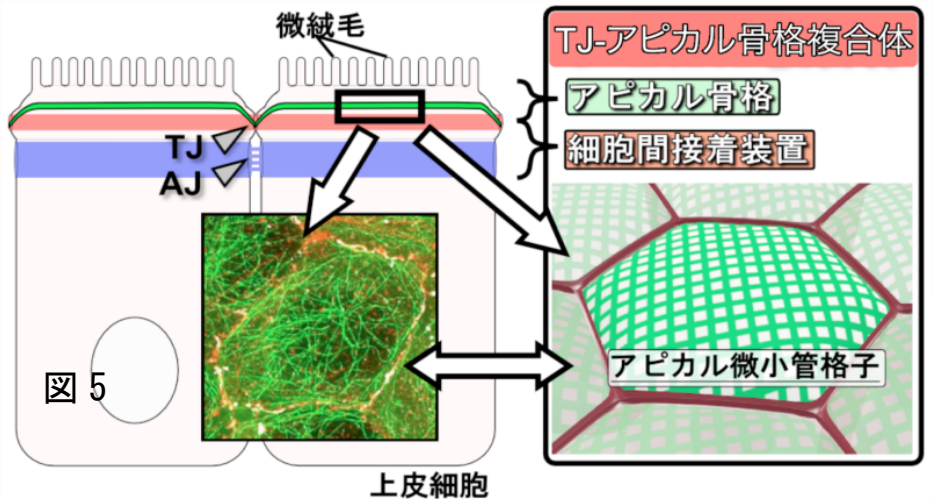 微絨毛
TJ-アピカル骨格複合体
アピカル骨格
細胞間接着装置
TJ
AJ
アピカル微小管格子
図 5
上皮細胞